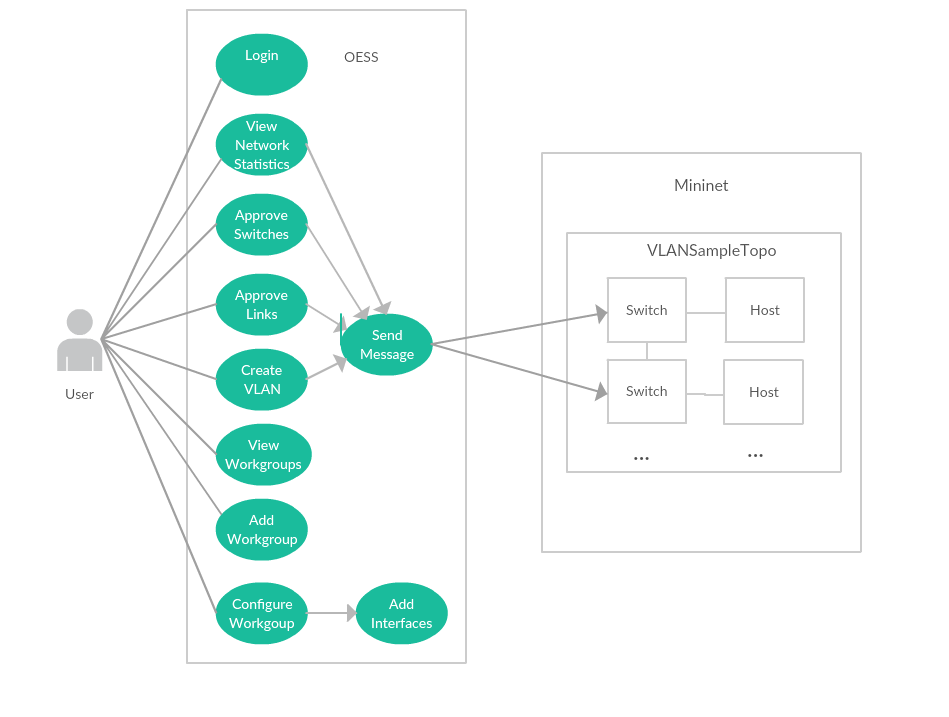 Login
OESS
View
Network
Statistics
Approve
Switches
Approve
Links
Send
Message
Create
VLAN
View
Workgroups
Add
Workgroup
Configure
Workgoup
Add
Interfaces
User
Mininet
VLANSampleTopo
Switch
Host
Switch
Host
...
...